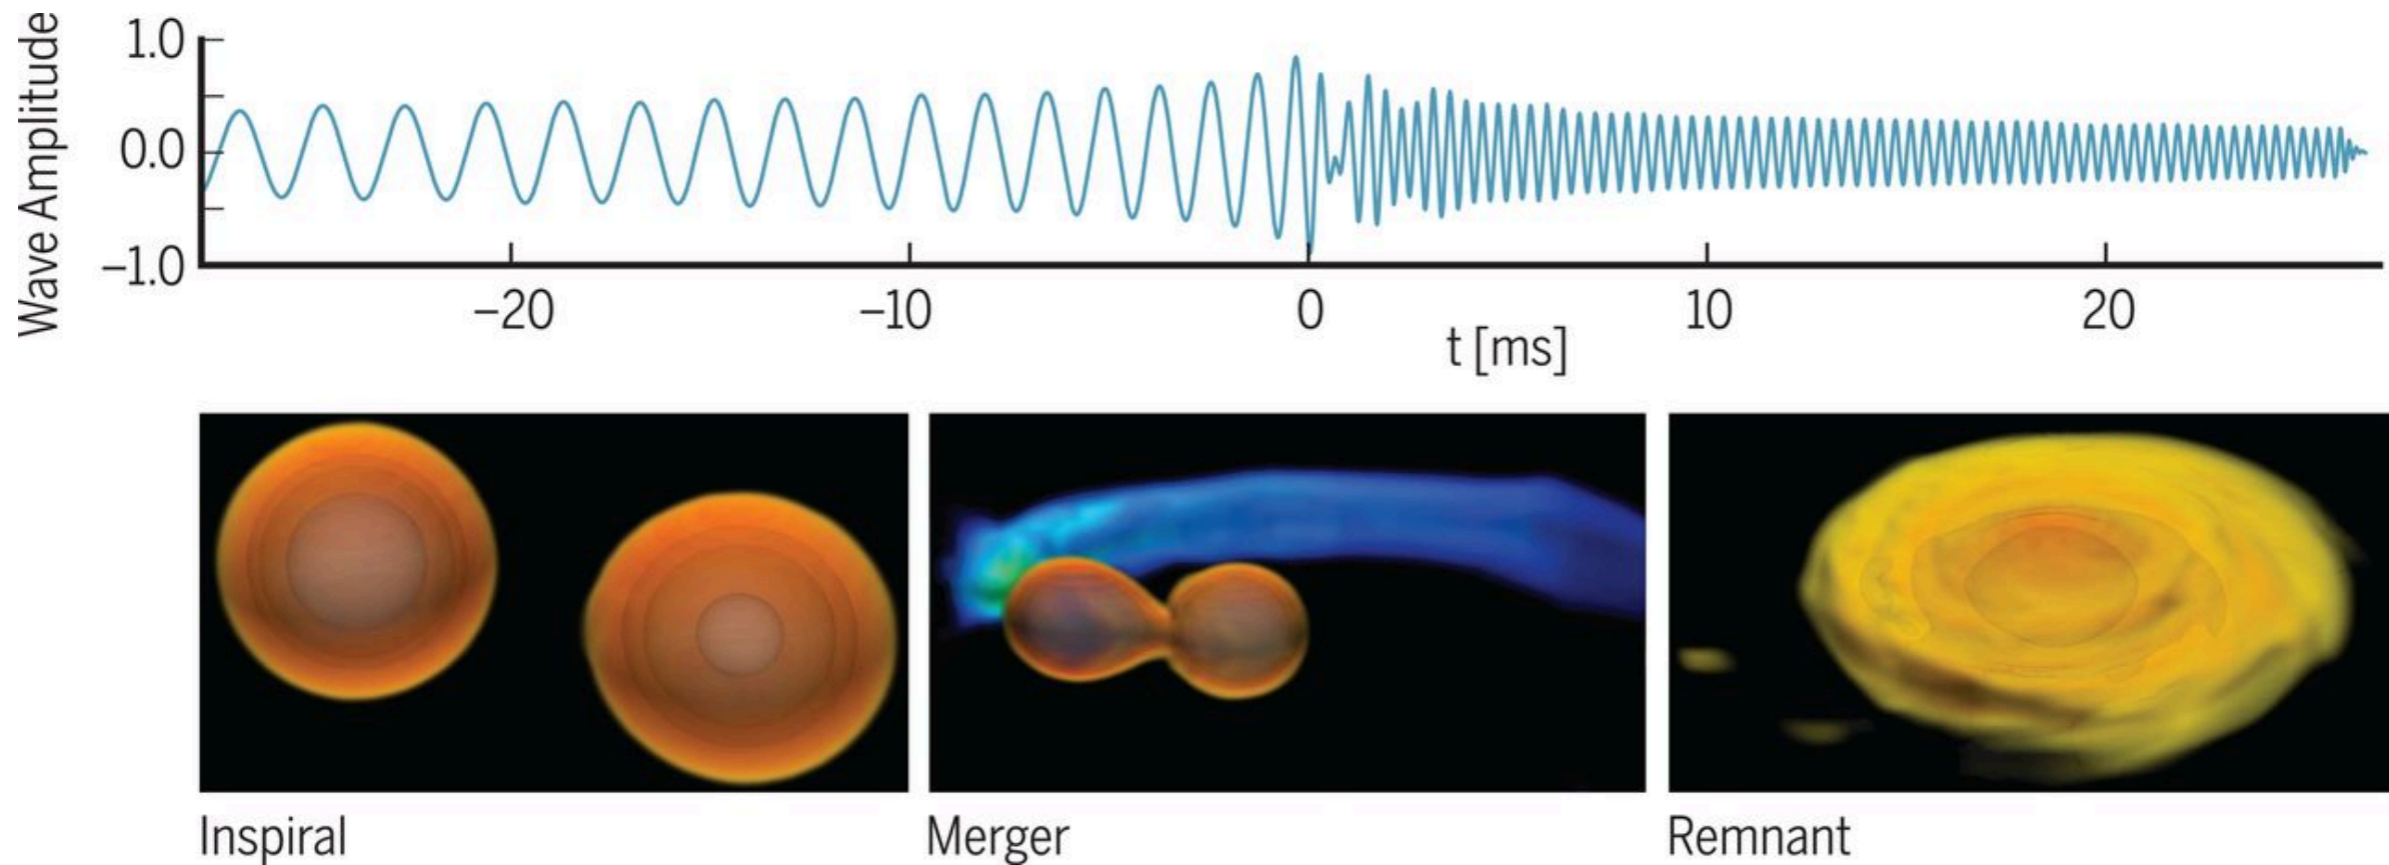 Wave Amplitude
1.0
0.0
–1.0
–20 –10 0 10 20
t [ms]
Inspiral Merger Remnant